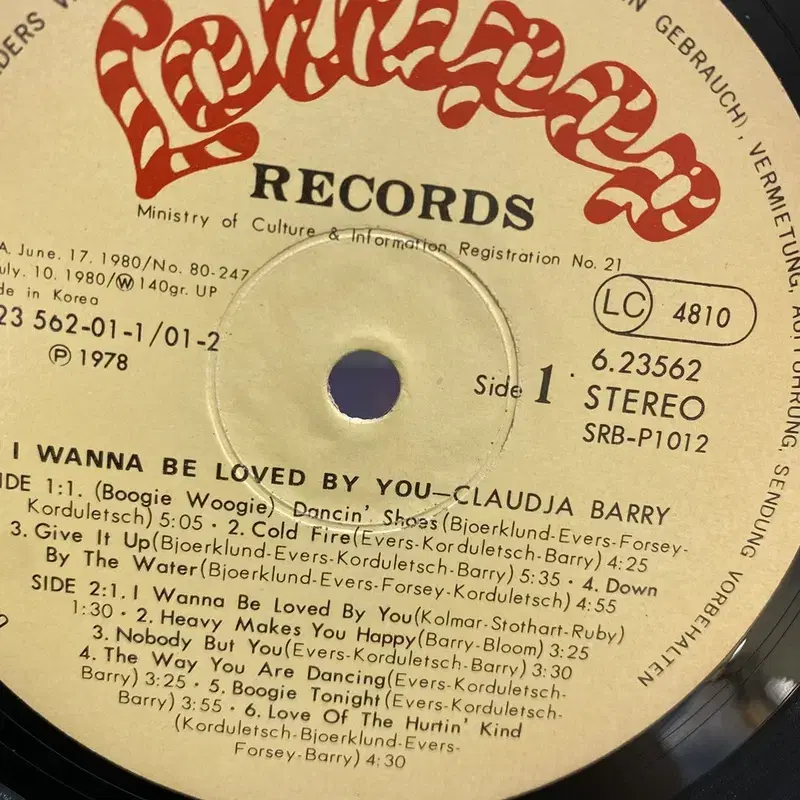 Lollipop
RECORDS
Ministry of Culture & Information Registration No. 21
A. June. 17. 1980/No. 80-247
uly. 10. 1980/Ⓦ 140gr. UP
de in Korea
23 562-01-1/01-2
Ⓟ 1978
LC 4810
6.23562
Side 1
STEREO
SRB-P1012
I WANNA BE LOVED BY YOU—CLAUDJA BARRY
IDE 1:1. (Boogie Woogie) Dancin' Shoes(Bjoerklund-Evers-Forsey-
Korduletsch) 5:05 · 2. Cold Fire(Evers-Korduletsch-Barry) 4:25
3. Give It Up(Bjoerklund-Evers-Korduletsch-Barry) 5:35 · 4. Down
By The Water(Bjoerklund-Evers-Forsey-Korduletsch) 4:55
SIDE 2:1. I Wanna Be Loved By You(Kolmar-Stothart-Ruby)
1:30 · 2. Heavy Makes You Happy(Barry-Bloom) 3:25
3. Nobody But You(Evers-Korduletsch-Barry) 3:30
4. The Way You Are Dancing(Evers-Korduletsch-
Barry) 3:25 · 5. Boogie Tonight(Evers-Korduletsch-
Barry) 3:55 · 6. Love Of The Hurtin' Kind
(Korduletsch-Bjoerklund-Evers-
Forsey-Barry) 4:30
GEBRAUCH), VERMIETUNG, AUFFÜHRUNG, SENDUNG VORBEHALTEN